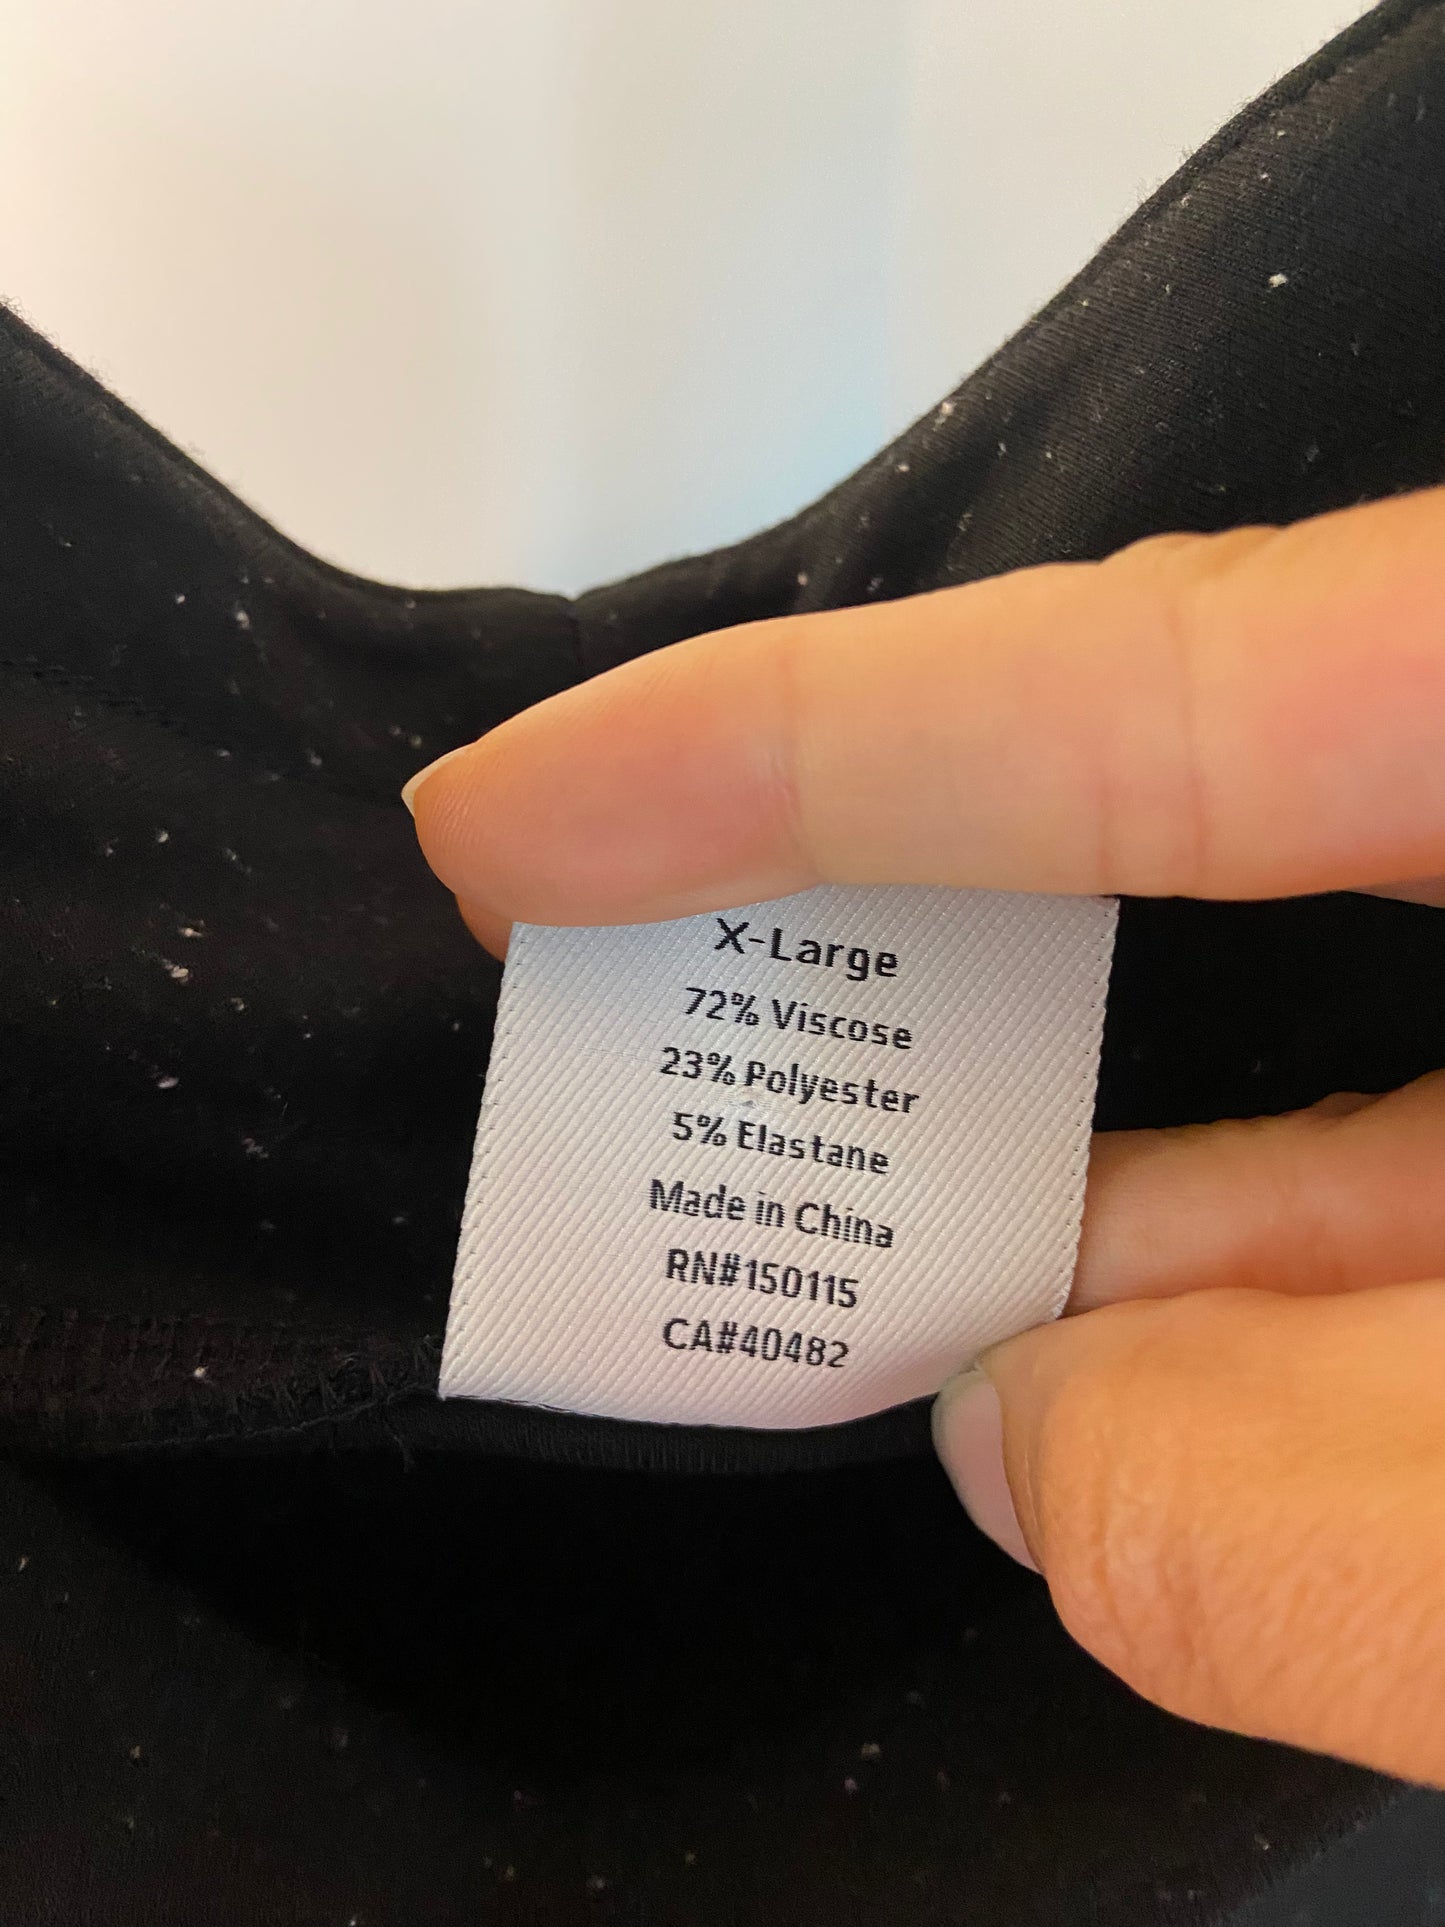 X-Large
72% Viscose
23% Polyester
5% Elastane
Made in China
RN#150115
CA#40482